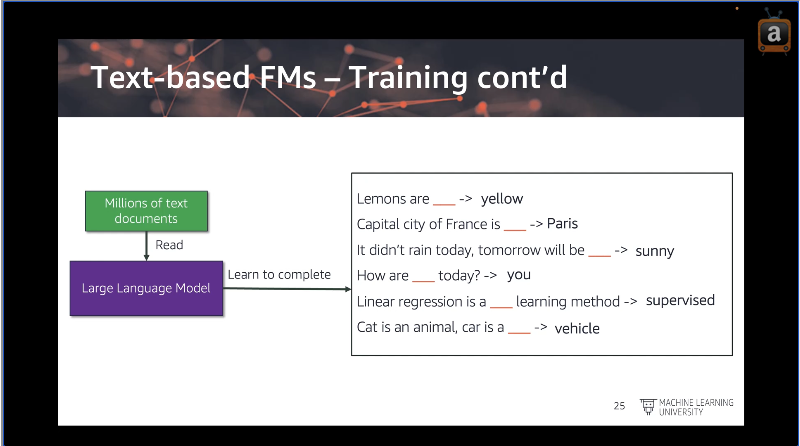 a
Text-based FMs – Training cont’d
Millions of text
documents
Read
Large Language Model
Learn to complete
Lemons are ___ -> yellow
Capital city of France is ___ -> Paris
It didn’t rain today, tomorrow will be ___ -> sunny
How are ___ today? -> you
Linear regression is a ___ learning method -> supervised
Cat is an animal, car is a ___ -> vehicle
25
MACHINE LEARNING
UNIVERSITY